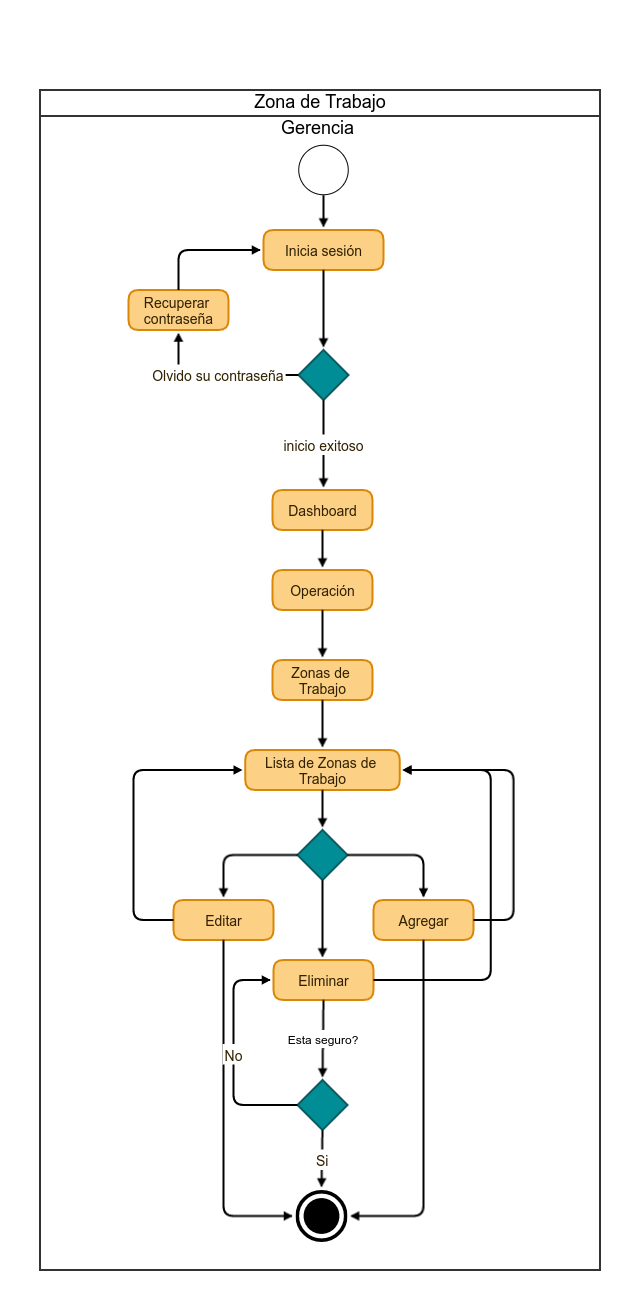 Zona de Trabajo
Gerencia
Inicia sesión
Recuperar
contraseña
Olvido su contraseña
inicio exitoso
Dashboard
Operación
Zonas de
Trabajo
Lista de Zonas de
Trabajo
Editar
Agregar
Eliminar
Esta seguro?
No
Si